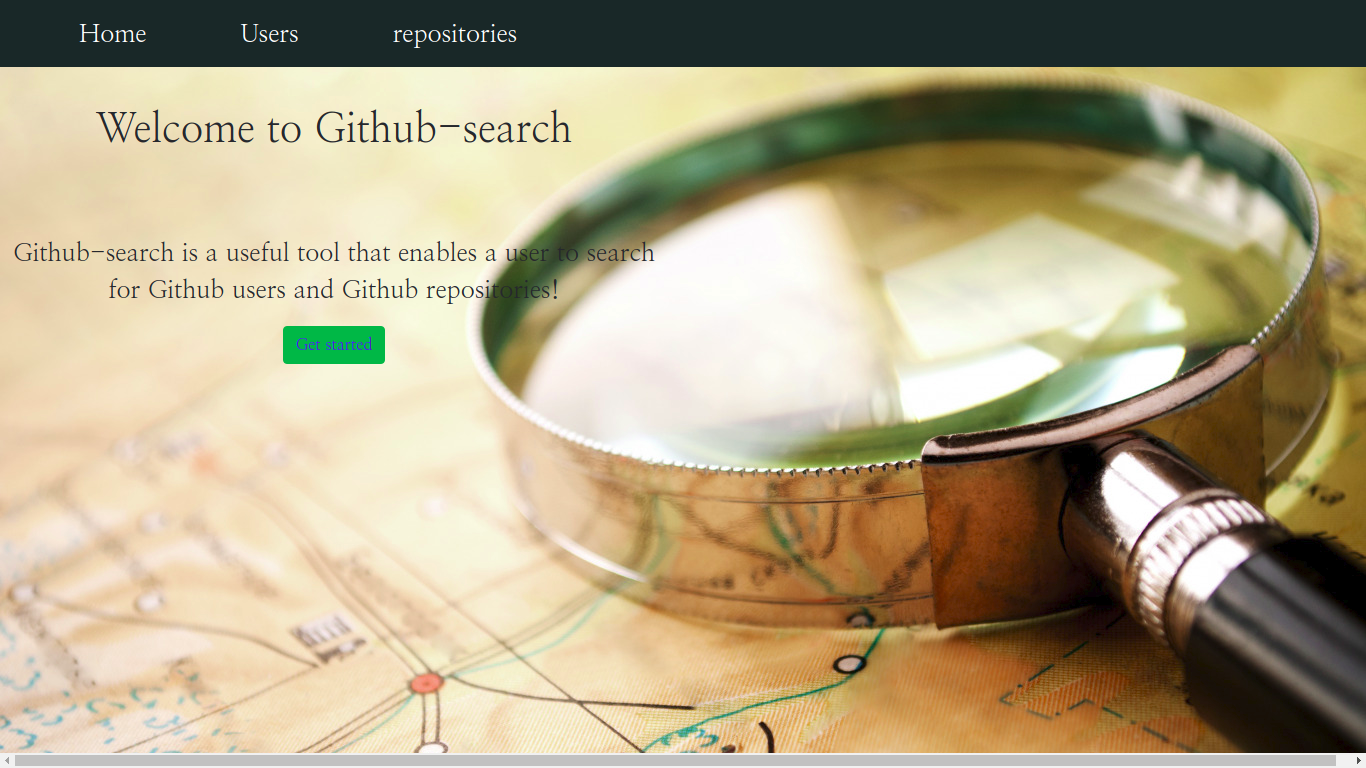 Home Users repositories
Welcome to Github-search
Github-search is a useful tool that enables a user to search
for Github users and Github repositories!
Get started